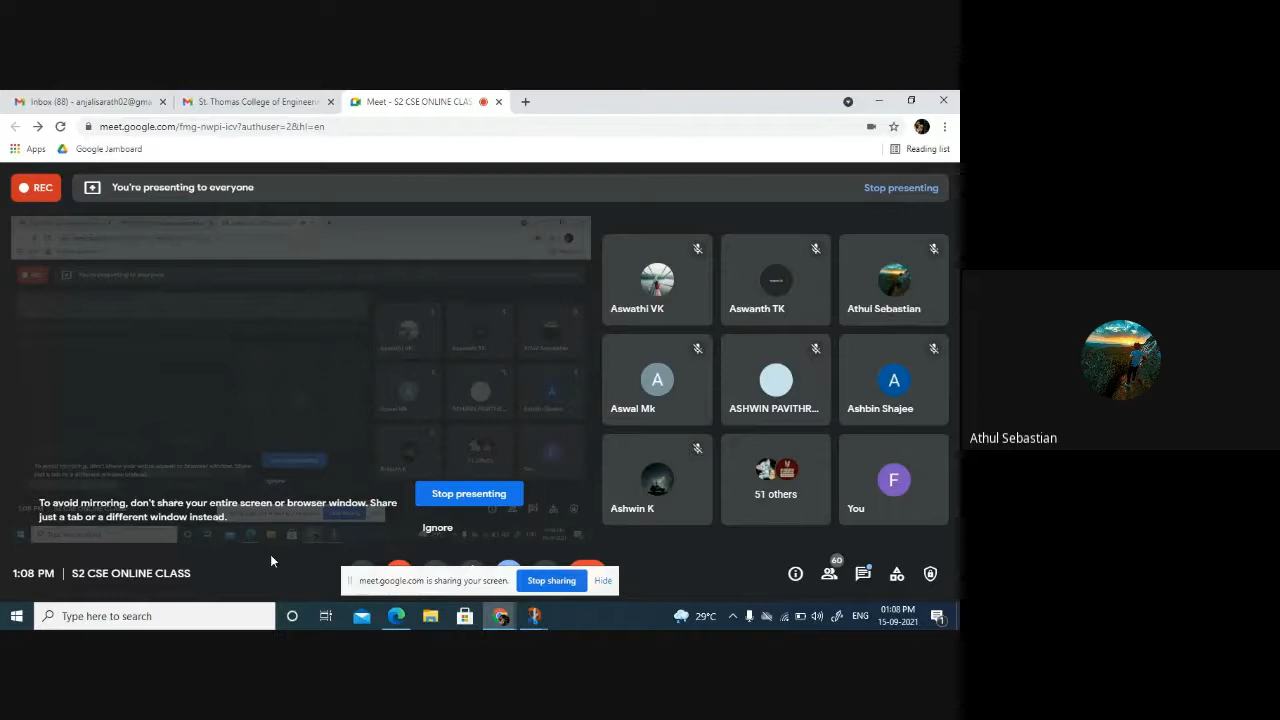 Inbox (88) - anjalisarath02@gma
St. Thomas College of Engineeri
Meet - S2 CSE ONLINE CLAS
meet.google.com/fmg-nwpi-icv?authuser=2&hl=en
Apps
Google Jamboard
Reading list
REC
You're presenting to everyone
Stop presenting
Aswathi VK
Aswanth TK
Athul Sebastian
A
A
Aswal Mk
ASHWIN PAVITHR...
Ashbin Shajee
F
Ashwin K
51 others
You
To avoid mirroring, don't share your entire screen or browser window. Share
just a tab or a different window instead.
Stop presenting
Ignore
1:08 PM | S2 CSE ONLINE CLASS
60
meet.google.com is sharing your screen.
Stop sharing
Hide
Type here to search
29°C
ENG
01:08 PM
15-09-2021
1
Athul Sebastian